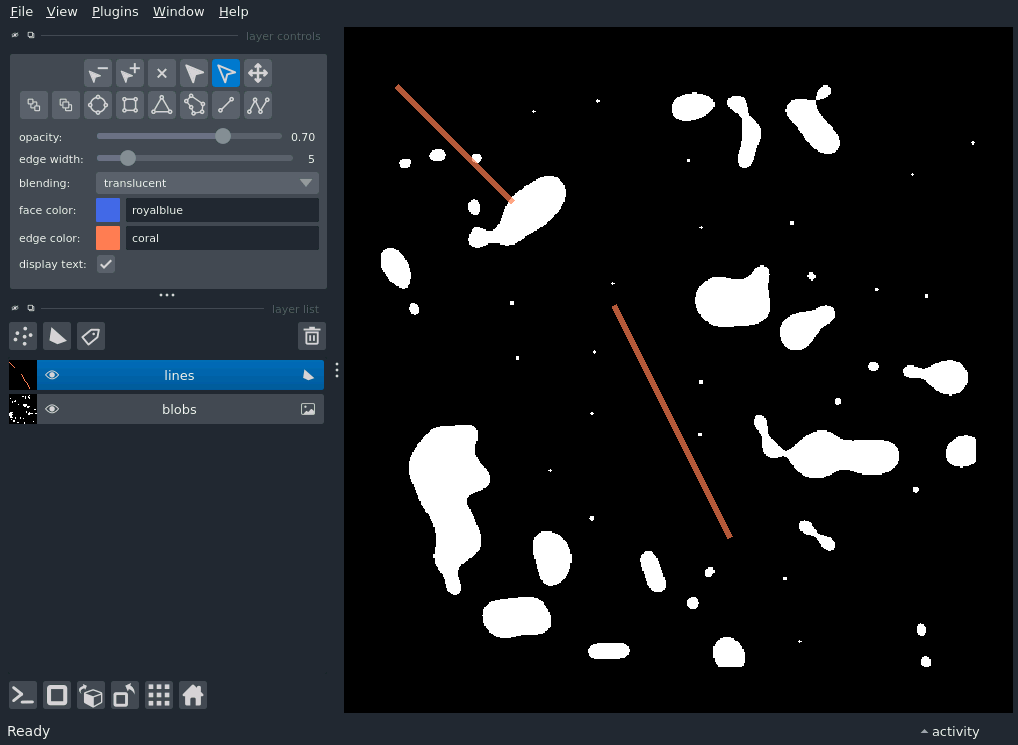 File View Plugins Window Help
layer controls
opacity: 0.70
edge width: 5
blending: translucent
face color: royalblue
edge color: coral
display text:
layer list
lines
blobs
Ready activity